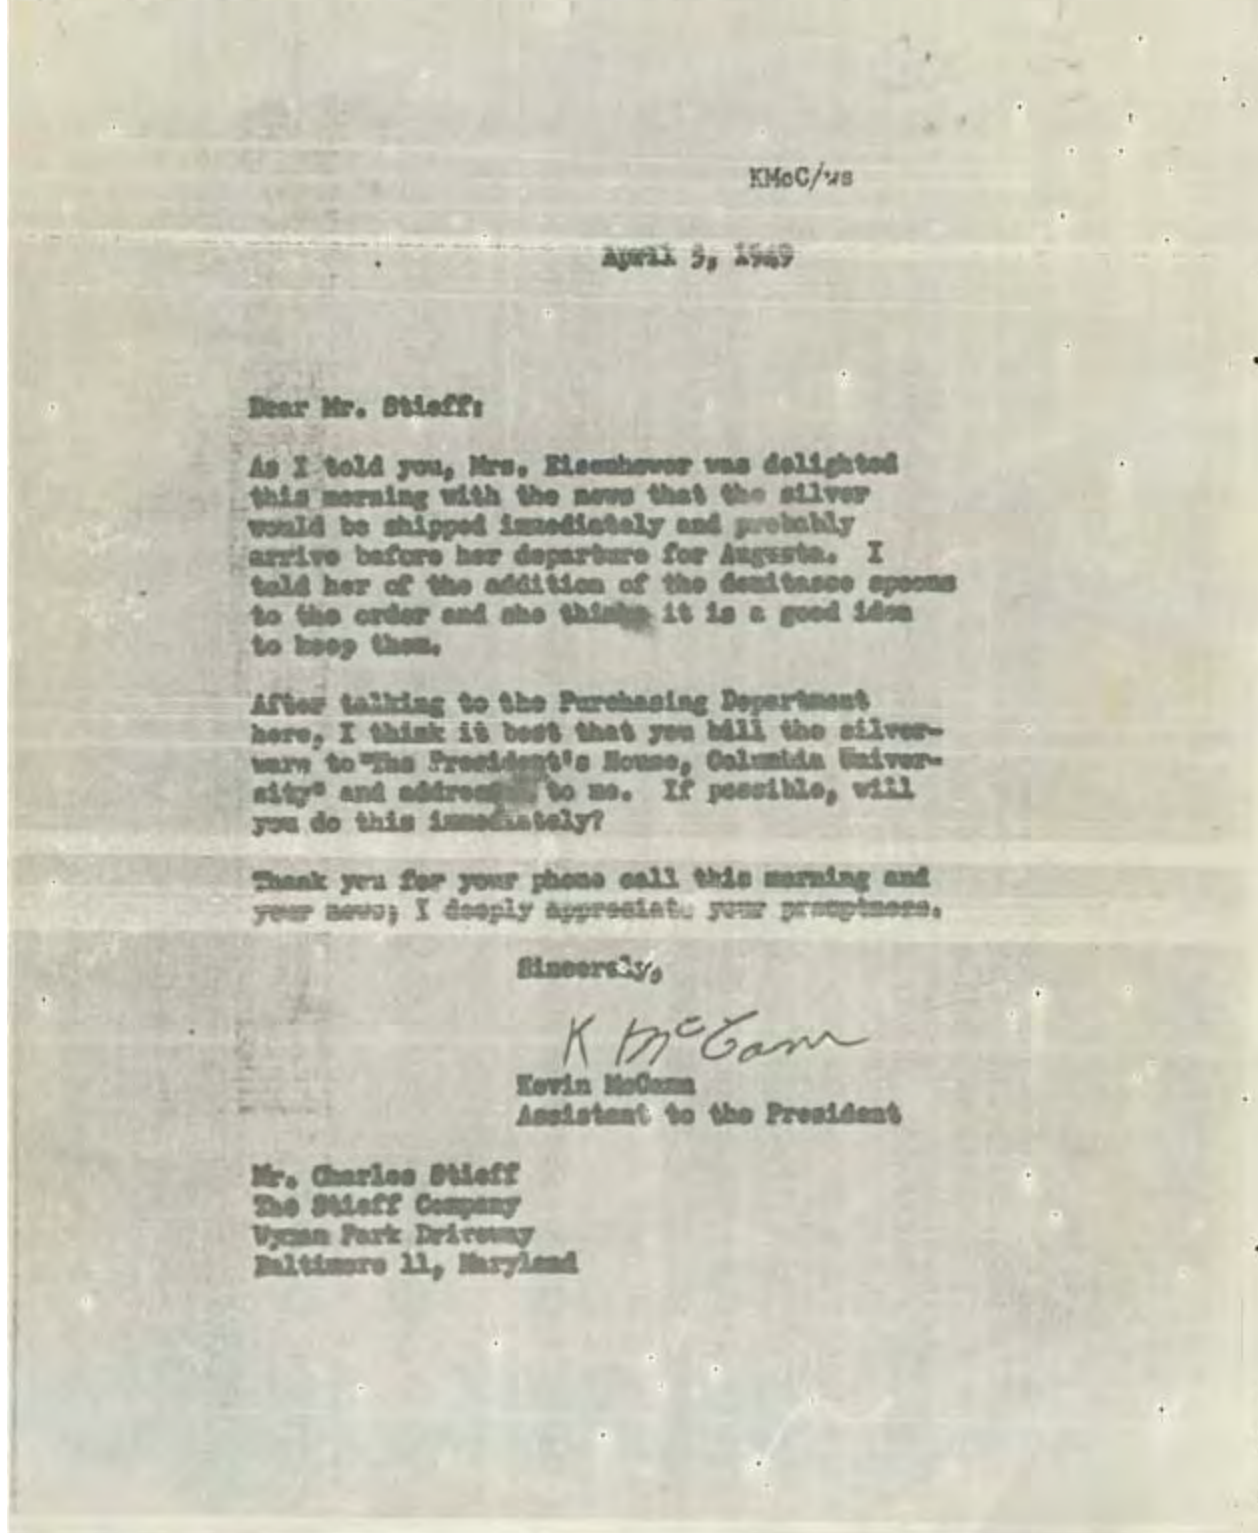 KMcC/ws
April 5, 1949
Dear Mr. Stieff:
As I told you, Mrs. Eisenhower was delighted
this morning with the news that the silver
would be shipped immediately and probably
arrive before her departure for Augusta. I
told her of the addition of the demitasse spoons
to the order and she thinks it is a good idea
to keep them.
After talking to the Purchasing Department
here, I think it best that you bill the silver-
ware to "The President's House, Columbia Univer-
sity" and address to me. If possible, will
you do this immediately?
Thank you for your phone call this morning and
your news; I deeply appreciate your promptness.
Sincerely,
K McCann
Kevin McCann
Assistant to the President
Mr. Charles Stieff
The Stieff Company
Wyman Park Driveway
Baltimore 11, Maryland